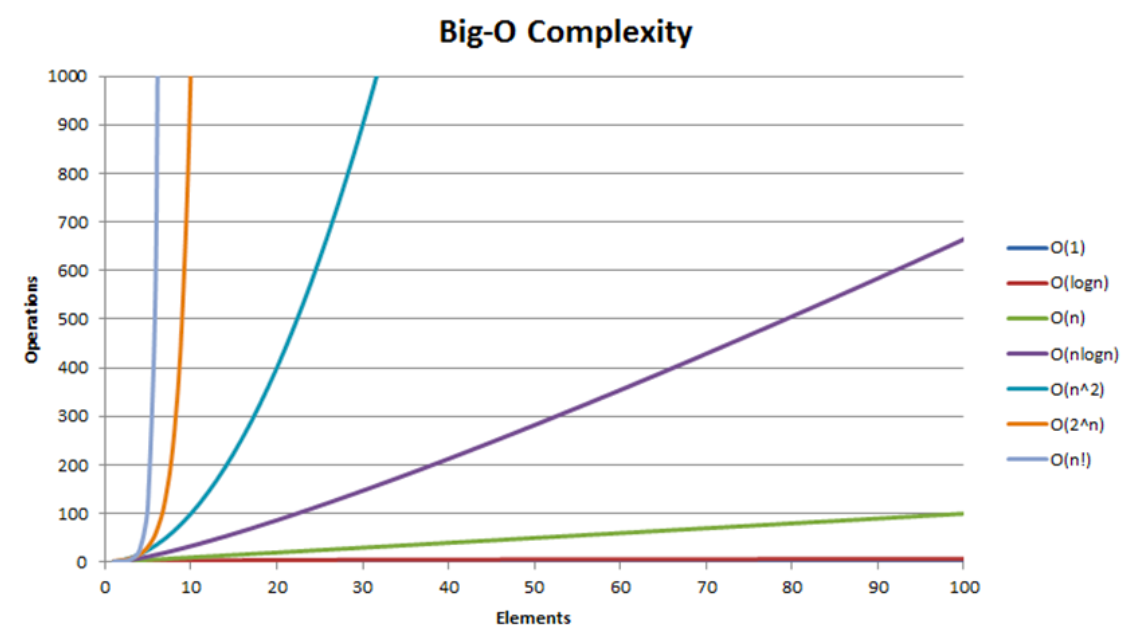 Big-O Complexity
1000
900
800
700
600
500
400
300
200
100
0
Operations
0 10 20 30 40 50 60 70 80 90 100
Elements
O(1)
O(logn)
O(n)
O(nlogn)
O(n^2)
O(2^n)
O(n!)